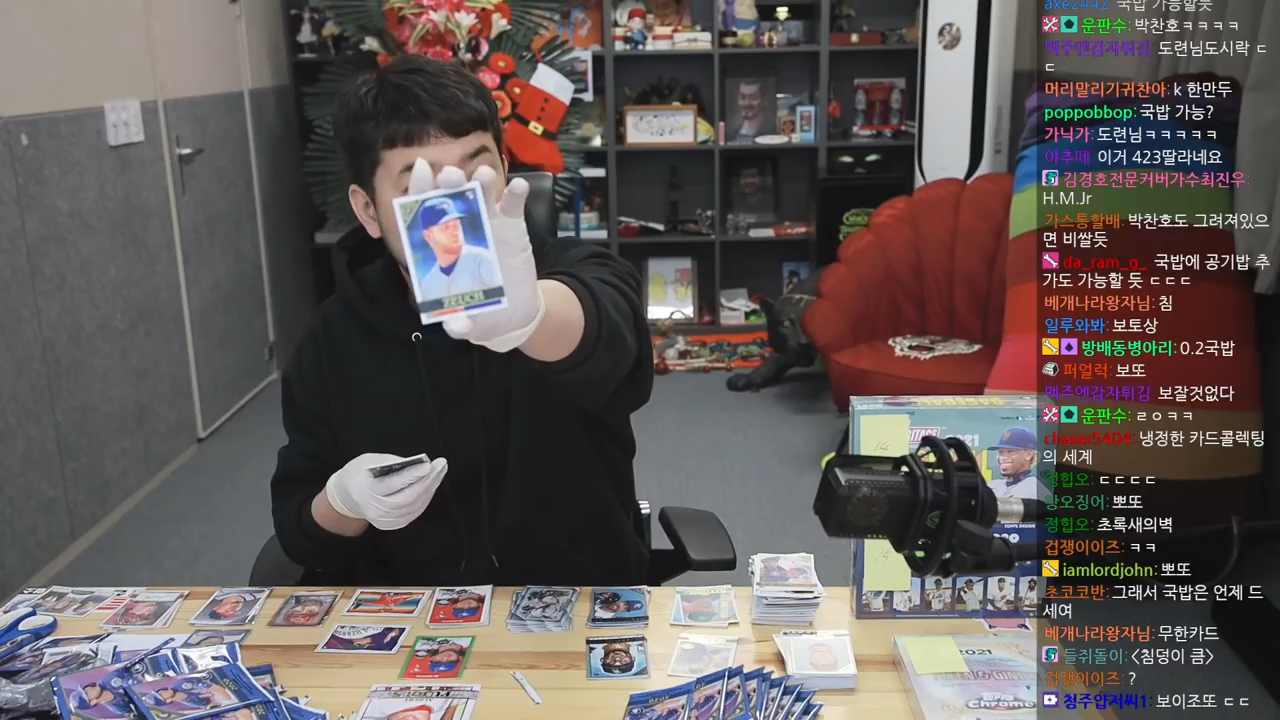 axe2442 국밥 가능할듯
운판수: 박찬호ㅋㅋㅋㅋ
맥주엔감자튀김 도련님도시락 ㄷ
ㄷ
머리말리기귀찬아: k 한만두
poppobbop: 국밥 가능?
가닉가: 도련님ㅋㅋㅋㅋㅋ
야추떼 이거 423딸라네요
김경호전문커버가수최진우:
H.M.Jr
가스통할배: 박찬호도 그려져있으
면 비쌀듯
da_ram_g_ 국밥에 공기밥 추
가도 가능할 듯 ㄷㄷㄷ
베개나라왕자님: 침
일루와봐: 보토상
방배동병아리: 0.2국밥
퍼얼럭: 보또
맥주엔감자튀김 보잘것없다
운판수: ㄹㅇㅋㅋ
chasis5404: 냉정한 카드콜렉팅
의 세계
정힙오: ㄷㄷㄷㄷ
땅오징어: 뽀또
정힙오: 초록새의벽
겁쟁이이즈: ㅋㅋ
iamlordjohn: 뽀또
초코코반: 그래서 국밥은 언제 드
세여
베개나라왕자님: 무한카드
들쥐돌이: <침덩이 큼>
겁쟁이이즈: ?
청주압저씨1: 보이조또 ㄷㄷ
14
15
2021
Chrome